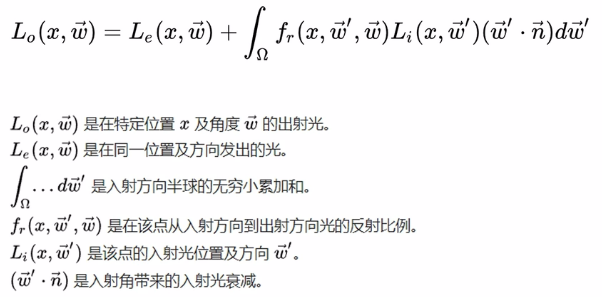 $L_o(x,\vec{w}) = L_e(x,\vec{w}) + \int_{\Omega} f_r(x,\vec{w}',\vec{w})L_i(x,\vec{w}')(\vec{w}'\cdot\vec{n})d\vec{w}'$
$L_o(x,\vec{w})$ 是在特定位置 $x$ 及角度 $\vec{w}$ 的出射光。
$L_e(x,\vec{w})$ 是在同一位置及方向发出的光。
$\int_{\Omega}\ldots d\vec{w}'$ 是入射方向半球的无穷小累加和。
$f_r(x,\vec{w}',\vec{w})$ 是在该点从入射方向到出射方向光的反射比例。
$L_i(x,\vec{w}')$ 是该点的入射光位置及方向 $\vec{w}'$。
$(\vec{w}'\cdot\vec{n})$ 是入射角带来的入射光衰减。